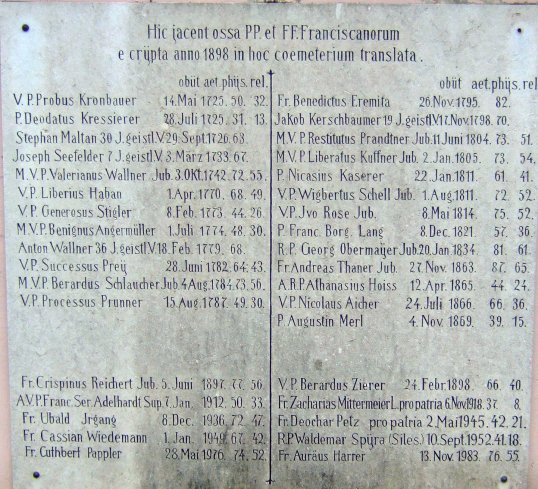 Hic jacent ossa PP. et FF. Franciscanorum
e crypta anno 1898 in hoc coemeterium translata.
obiit aet. phijs. rel.
V.P. Probus Kronbauer 14. Mai 1725. 50. 32.
P. Deodatus Kressierer 28. Juli 1725. 31. 13.
Stephan Maltan 30 J. geistl. V. 29. Sept. 1726. 68.
Joseph Seefelder 7 J. geistl. V. 3. März 1733. 67.
M.V.P. Valerianus Wallner Jub. 3. Okt. 1742. 72. 55.
V.P. Liberius Haban 1. Apr. 1770. 68. 49.
V.P. Generosus Stigler 8. Feb. 1773. 44. 26.
M.V.P. Benignus Angermüller 1. Juli 1774. 48. 30.
Anton Wallner 36 J. geistl. V. 18. Feb. 1779. 68.
V.P. Successus Preij 28. Juni 1782. 64. 43.
M.V.P. Berardus Schlaucher Jub. 4. Aug. 1784. 73. 56.
V.P. Processus Prunner 15. Aug. 1787. 49. 30.
Fr. Crispinus Reichert Jub. 5. Juni 1897. 77. 56.
A.V.P. Franc. Ser. Adelhardt Sup. 7. Jan. 1912. 50. 33.
Fr. Ubald Jrgang 8. Dez. 1936. 72. 47.
Fr. Cassian Wiedemann 1. Jan. 1949. 67. 42.
Fr. Cuthbert Pappler 28. Mai 1976. 74. 52.
obiit aet. phijs. rel.
Fr. Benedictus Eremita 26. Nov. 1795. 82.
Jakob Kerschbaumer 19 J. geistl. V. 17. Nov. 1798. 70.
M.V.P. Restitutus Prandtner Jub. 11. Juni 1804. 73. 51.
M.V.P. Liberatus Kuffner Jub. 2. Jan. 1805. 73. 54.
P. Nicasius Kaserer 22. Jan. 1811. 61. 41.
V.P. Wigbertus Schell Jub. 1. Aug. 1811. 72. 52.
V.P. Jvo Rose Jub. 8. Mai 1814. 75. 52.
P. Franc. Borg. Lang 8. Dez. 1821. 57. 36.
R.P. Georg Obermaijer Jub. 20. Jan. 1834. 81. 61.
Fr. Andreas Thaner Jub. 27. Nov. 1863. 87. 65.
A.R.P. Athanasius Hoiss 12. Apr. 1865. 44. 24.
V.P. Nicolaus Aicher 24. Juli 1866. 66. 36.
P. Augustin Merl 4. Nov. 1869. 39. 15.
V.P. Berardus Zierer 24. Febr. 1898. 66. 40.
Fr. Zacharias Mittermeier L. pro patria 6. Nov. 1918. 37. 8.
Fr. Deochar Petz pro patria 2. Mai 1945. 42. 21.
R.P. Waldemar Spyra (Siles.) 10. Sept. 1952. 41. 18.
Fr. Auräus Harrer 13. Nov. 1983. 76. 55.